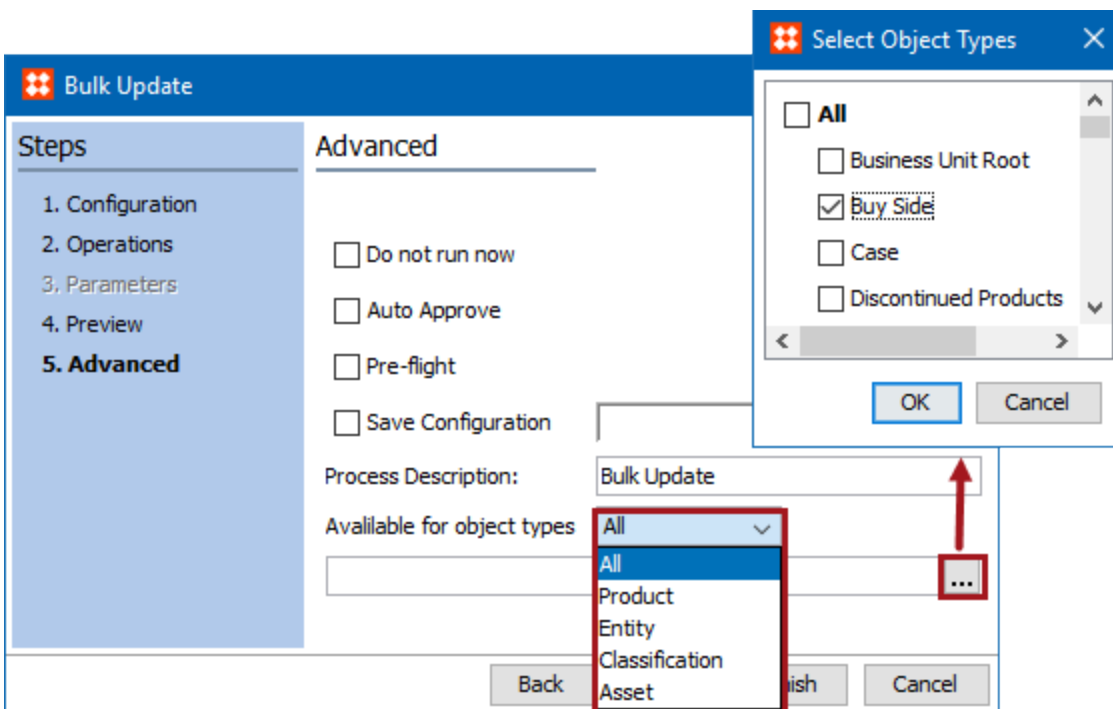 Select Object Types
All
Business Unit Root
Buy Side
Case
Discontinued Products
OK Cancel
Bulk Update
Steps
1. Configuration
2. Operations
3. Parameters
4. Preview
5. Advanced
Advanced
Do not run now
Auto Approve
Pre-flight
Save Configuration
Process Description: Bulk Update
Avalilable for object types All
All
Product
Entity
Classification
Asset
...
Back Cancel